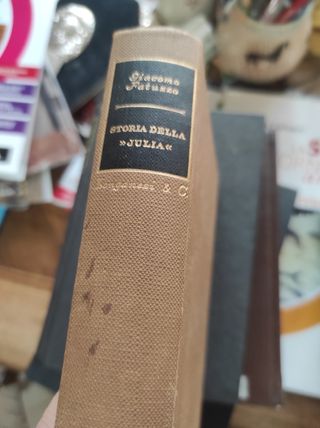 Giacomo
Fatuzzo
STORIA DELLA
»JULIA«
Longanesi & C